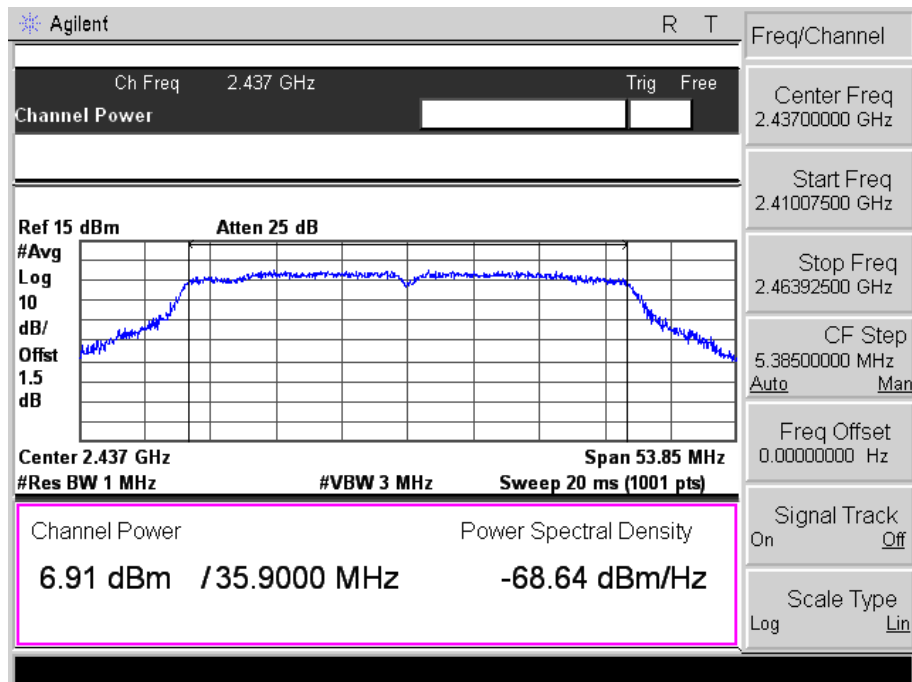 Agilent R T
Ch Freq 2.437 GHz Trig Free
Channel Power
Ref 15 dBm Atten 25 dB
#Avg
Log
10
dB/
Offst
1.5
dB
Center 2.437 GHz Span 53.85 MHz
#Res BW 1 MHz #VBW 3 MHz Sweep 20 ms (1001 pts)
Channel Power Power Spectral Density
6.91 dBm / 35.9000 MHz -68.64 dBm/Hz
Freq/Channel
Center Freq
2.43700000 GHz
Start Freq
2.41007500 GHz
Stop Freq
2.46392500 GHz
CF Step
5.38500000 MHz
Auto Man
Freq Offset
0.00000000 Hz
Signal Track
On Off
Scale Type
Log Lin